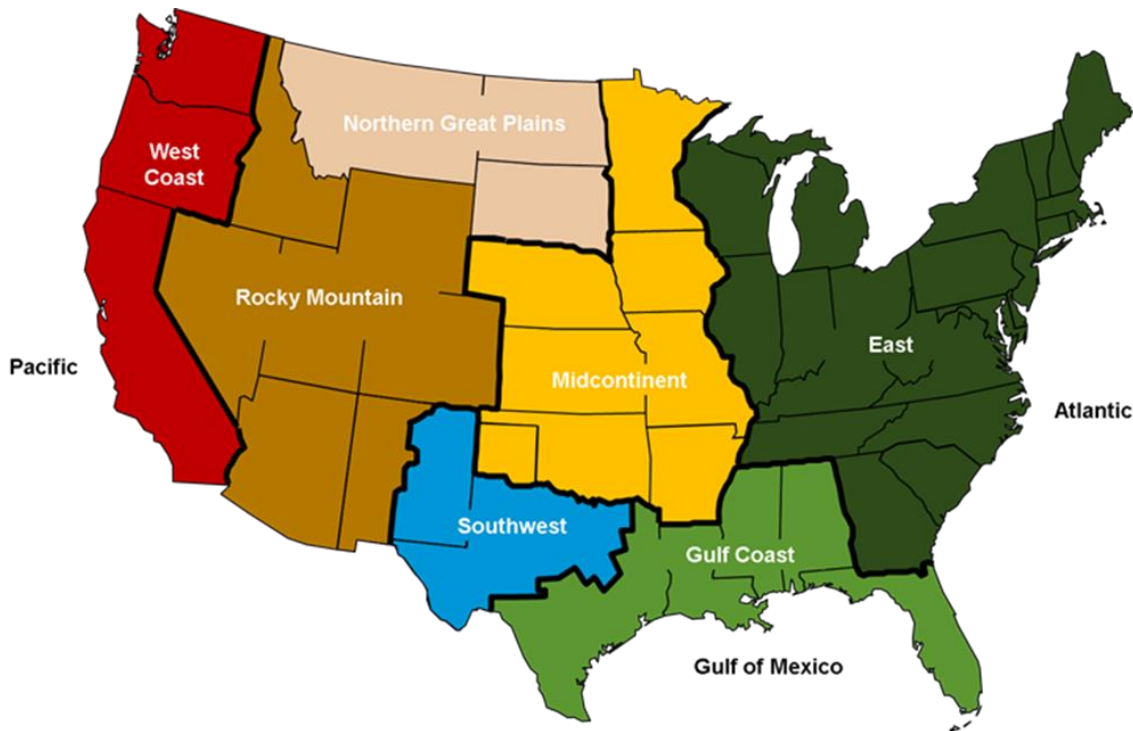 Northern Great Plains
West
Coast
Rocky Mountain
East
Pacific
Midcontinent
Atlantic
Southwest
Gulf Coast
Gulf of Mexico